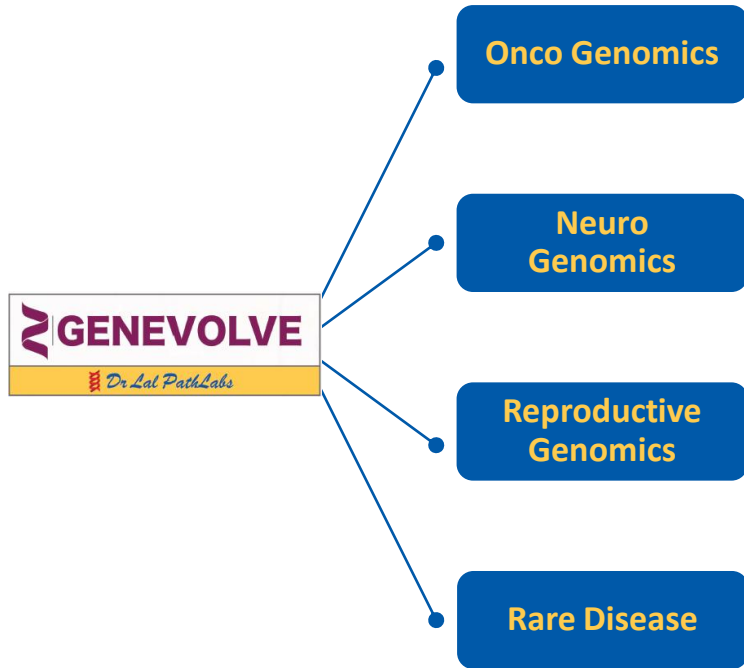 Onco Genomics
Neuro
Genomics
GENEVOLVE
Dr Lal PathLabs
Reproductive
Genomics
Rare Disease